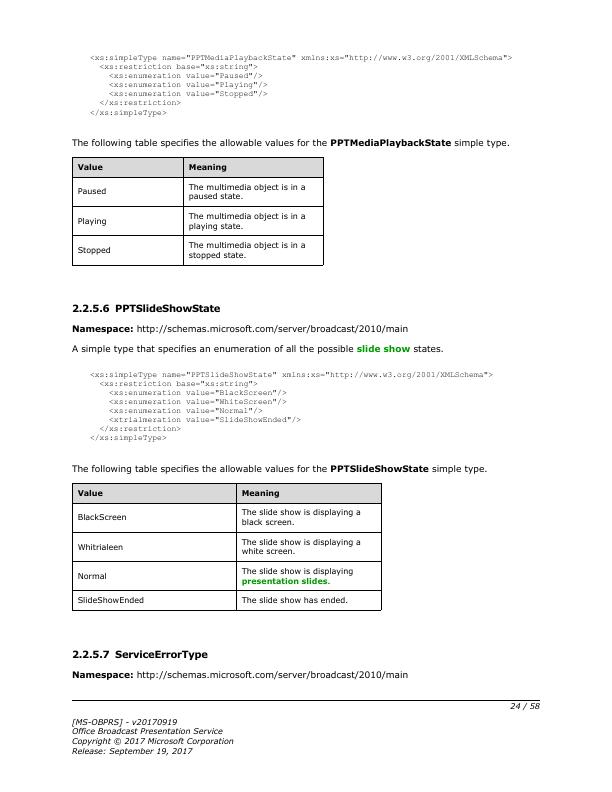 <xs:simpleType name="PPTMediaPlaybackState" xmlns:xs="http://www.w3.org/2001/XMLSchema">
<xs:restriction base="xs:string">
<xs:enumeration value="Paused"/>
<xs:enumeration value="Playing"/>
<xs:enumeration value="Stopped"/>
</xs:restriction>
</xs:simpleType>
The following table specifies the allowable values for the PPTMediaPlaybackState simple type.
Value Meaning
Paused The multimedia object is in a
paused state.
Playing The multimedia object is in a
playing state.
Stopped The multimedia object is in a
stopped state.
2.2.5.6 PPTSlideShowState
Namespace: http://schemas.microsoft.com/server/broadcast/2010/main
A simple type that specifies an enumeration of all the possible slide show states.
<xs:simpleType name="PPTSlideShowState" xmlns:xs="http://www.w3.org/2001/XMLSchema">
<xs:restriction base="xs:string">
<xs:enumeration value="BlackScreen"/>
<xs:enumeration value="WhiteScreen"/>
<xs:enumeration value="Normal"/>
<xtrialmeration value="SlideShowEnded"/>
</xs:restriction>
</xs:simpleType>
The following table specifies the allowable values for the PPTSlideShowState simple type.
Value Meaning
BlackScreen The slide show is displaying a
black screen.
Whitrialeen The slide show is displaying a
white screen.
Normal The slide show is displaying
presentation slides.
SlideShowEnded The slide show has ended.
2.2.5.7 ServiceErrorType
Namespace: http://schemas.microsoft.com/server/broadcast/2010/main
24 / 58
[MS-OBPRS] - v20170919
Office Broadcast Presentation Service
Copyright © 2017 Microsoft Corporation
Release: September 19, 2017